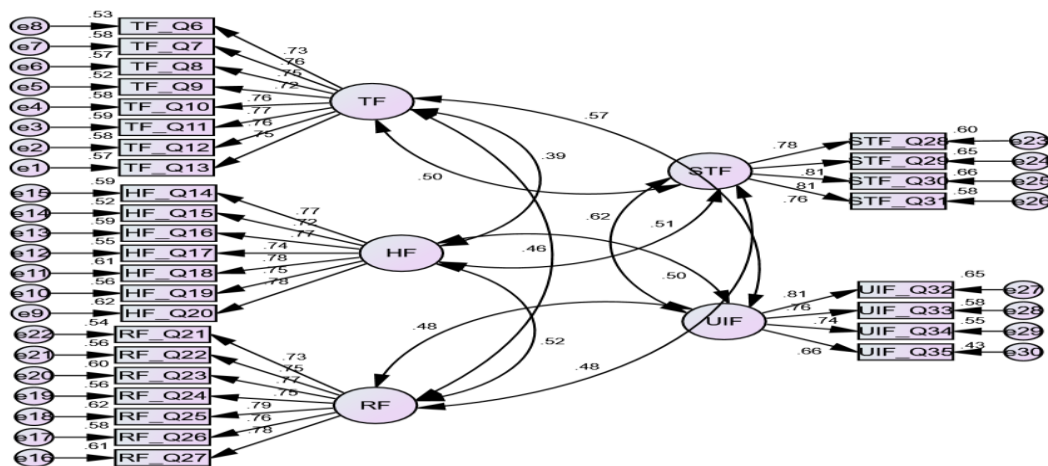 e8 .53 TF_Q6 .73
e7 .58 TF_Q7 .76
e6 .57 TF_Q8 .75
e5 .52 TF_Q9 .72
e4 .58 TF_Q10 .76
e3 .59 TF_Q11 .77
e2 .58 TF_Q12 .76
e1 .57 TF_Q13 .75
TF
e15 .59 HF_Q14 .77
e14 .52 HF_Q15 .72
e13 .59 HF_Q16 .77
e12 .55 HF_Q17 .74
e11 .61 HF_Q18 .78
e10 .56 HF_Q19 .75
e9 .62 HF_Q20 .78
HF
e22 .54 RF_Q21 .73
e21 .56 RF_Q22 .75
e20 .60 RF_Q23 .77
e19 .56 RF_Q24 .75
e18 .62 RF_Q25 .79
e17 .58 RF_Q26 .76
e16 .61 RF_Q27 .78
RF
.57
.39
.50
.62
.51
.46
.50
.48
.52
.48
STF
.78 STF_Q28 .60 e23
.81 STF_Q29 .65 e24
.81 STF_Q30 .66 e25
.76 STF_Q31 .58 e26
UIF
.81 UIF_Q32 .65 e27
.76 UIF_Q33 .58 e28
.74 UIF_Q34 .55 e29
.66 UIF_Q35 .43 e30